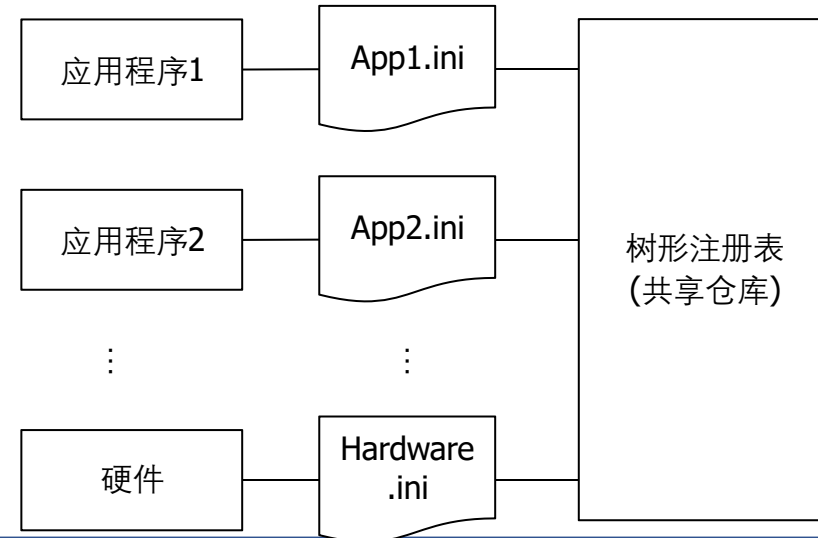 应用程序1
App1.ini
应用程序2
App2.ini
树形注册表
(共享仓库)
⋮
⋮
硬件
Hardware
.ini